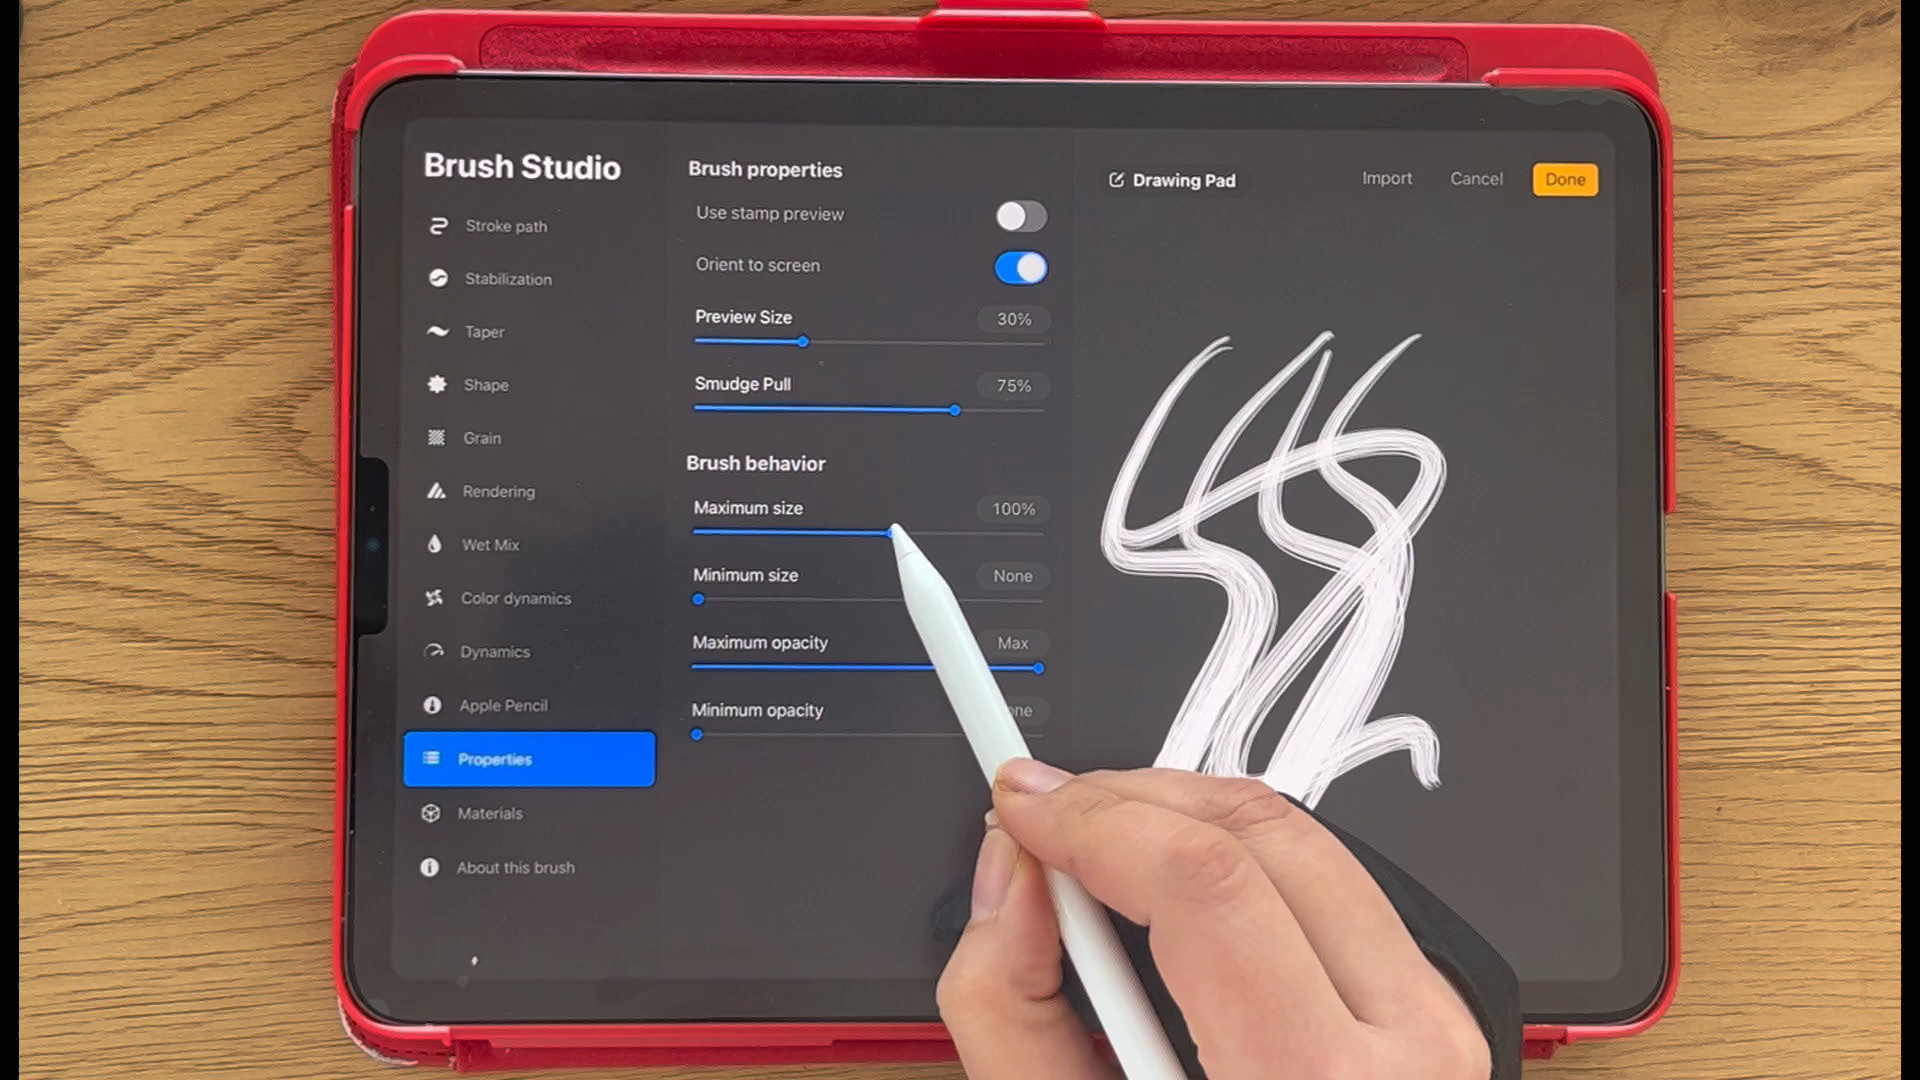 Brush Studio
Stroke path
Stabilization
Taper
Shape
Grain
Rendering
Wet Mix
Color dynamics
Dynamics
Apple Pencil
Properties
Materials
About this brush
Brush properties
Use stamp preview
Orient to screen
Preview Size 30%
Smudge Pull 75%
Brush behavior
Maximum size 100%
Minimum size None
Maximum opacity Max
Minimum opacity
Drawing Pad
Import Cancel Done